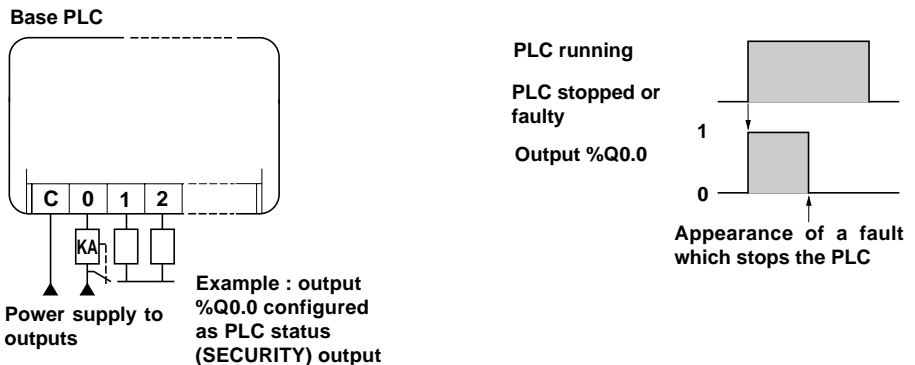 Base PLC
C 0 1 2
KA
Power supply to
outputs
Example : output
%Q0.0 configured
as PLC status
(SECURITY) output
PLC running
PLC stopped or
faulty
Output %Q0.0
1
0
Appearance of a fault
which stops the PLC